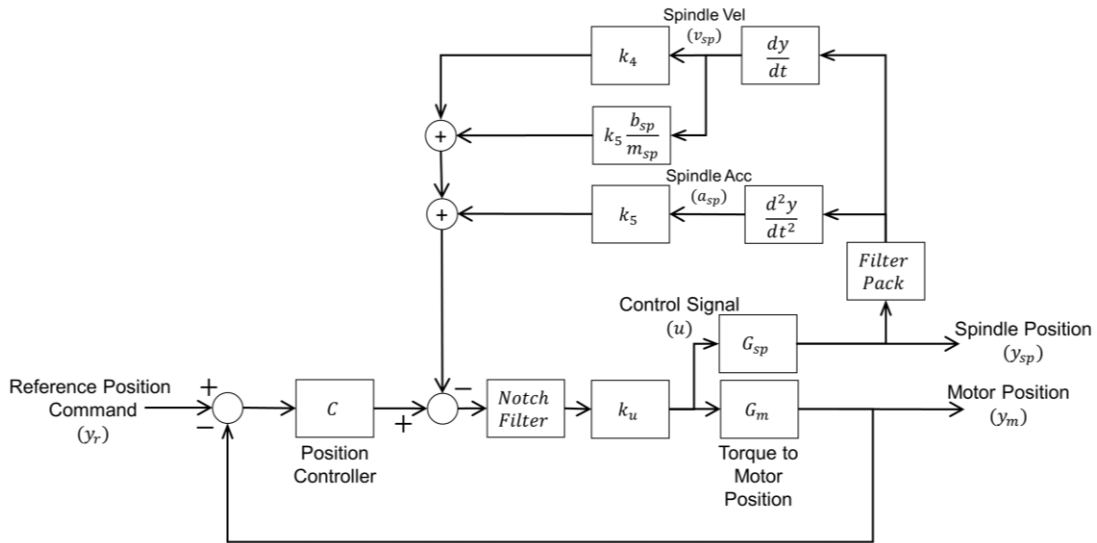 Spindle Vel
(v_sp)
k_4
dy
dt
+
k_5 b_sp
m_sp
Spindle Acc
(a_sp)
+
k_5
d²y
dt²
Filter
Pack
Control Signal
(u)
G_sp
Spindle Position
(y_sp)
Reference Position
Command
(y_r)
+
−
C
Position
Controller
+
−
Notch
Filter
k_u
G_m
Torque to
Motor
Position
Motor Position
(y_m)